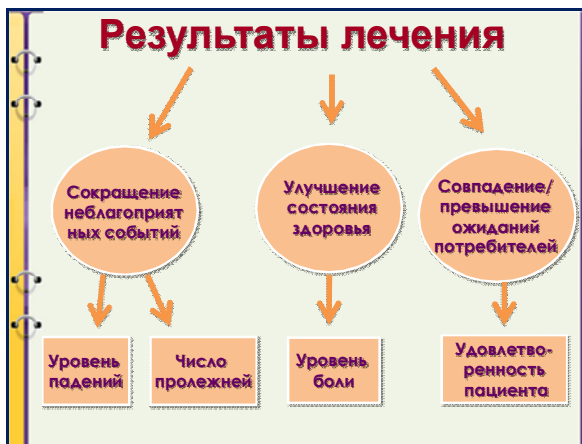 Результаты лечения
Сокращение
неблагоприят
ных событий
Улучшение
состояния
здоровья
Совпадение/
превышение
ожиданий
потребителей
Уровень
падений
Число
пролежней
Уровень
боли
Удовлетво-
ренность
пациента